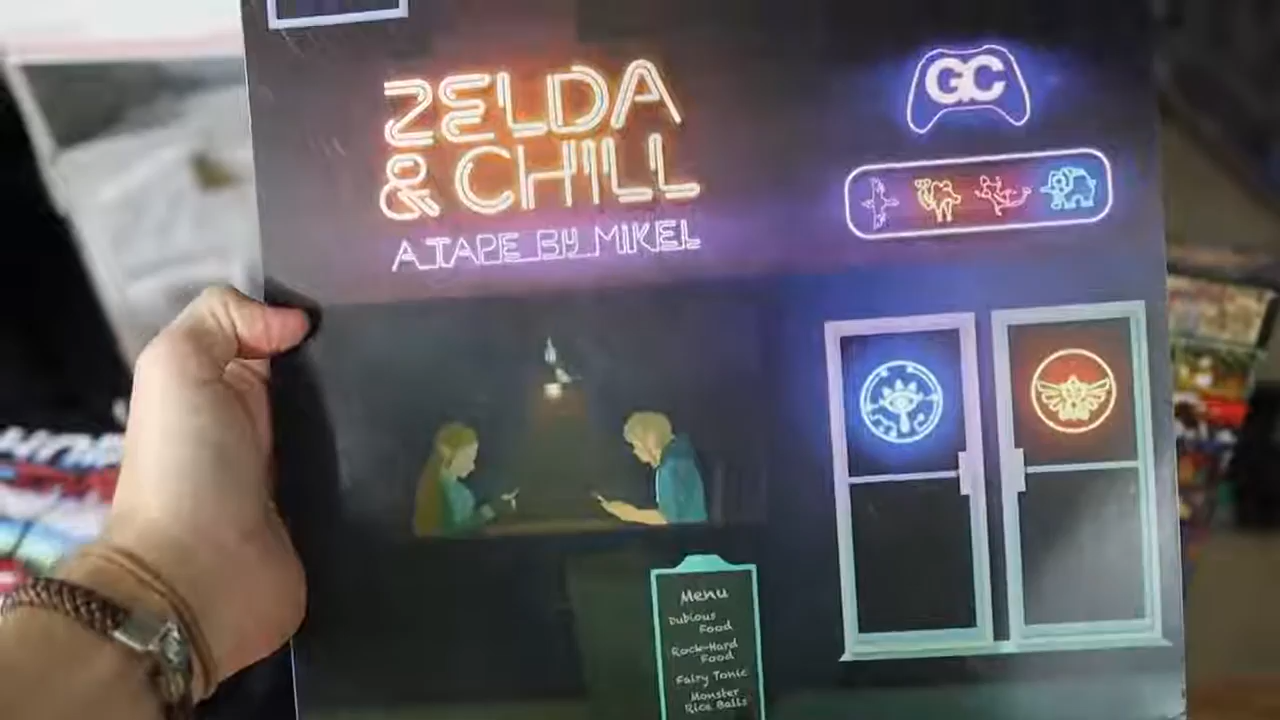 ZELDA
& CHILL
A TAPE BY MIKEL
GC
Menu
Dubious
Food
Rock-Hard
Food
Fairy Tonic
Monster
Rice Balls